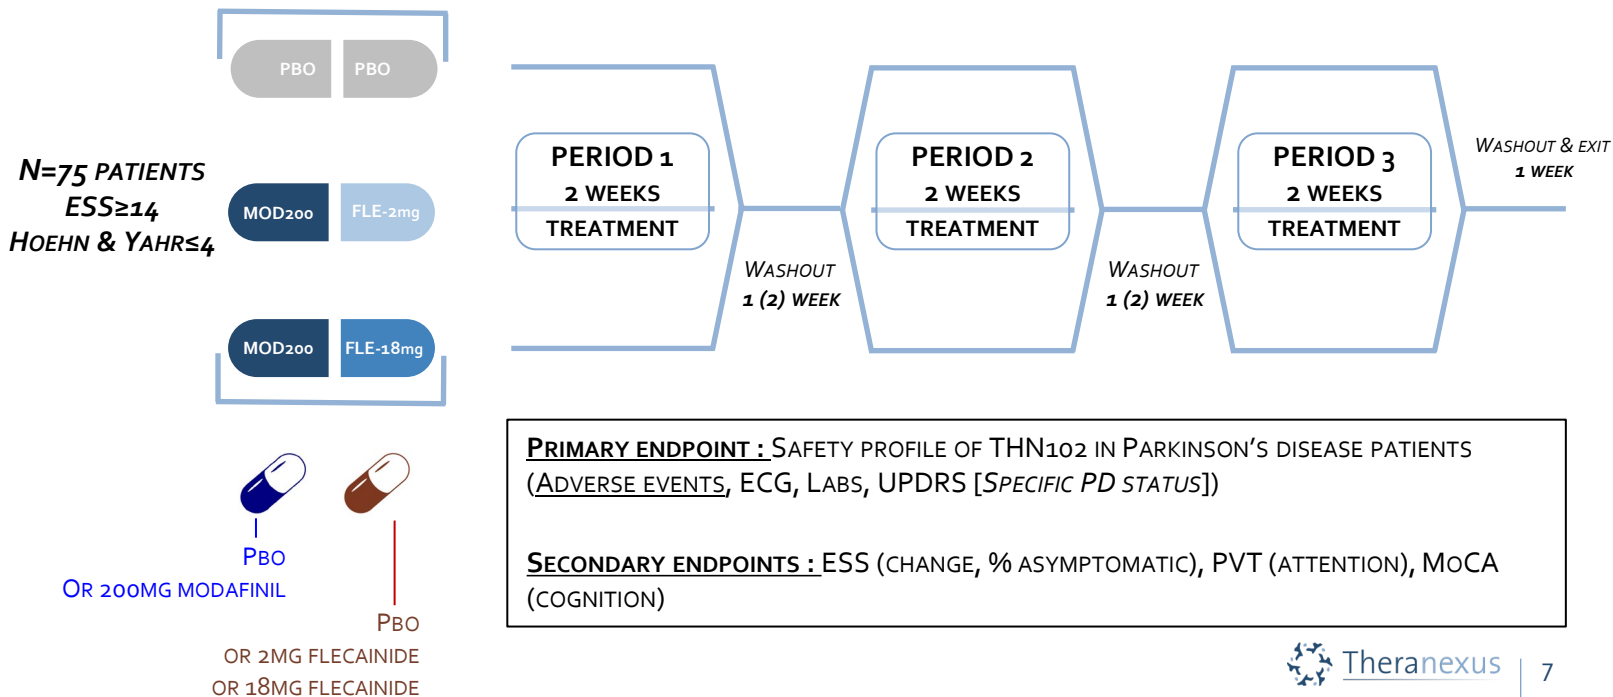 PBO PBO
N=75 PATIENTS
ESS≥14
HOEHN & YAHR≤4
MOD200 FLE-2mg
MOD200 FLE-18mg
PBO
OR 200MG MODAFINIL
PBO
OR 2MG FLECAINIDE
OR 18MG FLECAINIDE
PERIOD 1
2 WEEKS
TREATMENT
WASHOUT
1 (2) WEEK
PERIOD 2
2 WEEKS
TREATMENT
WASHOUT
1 (2) WEEK
PERIOD 3
2 WEEKS
TREATMENT
WASHOUT & EXIT
1 WEEK
PRIMARY ENDPOINT : SAFETY PROFILE OF THN102 IN PARKINSON'S DISEASE PATIENTS
(ADVERSE EVENTS, ECG, LABS, UPDRS [SPECIFIC PD STATUS])
SECONDARY ENDPOINTS : ESS (CHANGE, % ASYMPTOMATIC), PVT (ATTENTION), MOCA
(COGNITION)
Theranexus
7